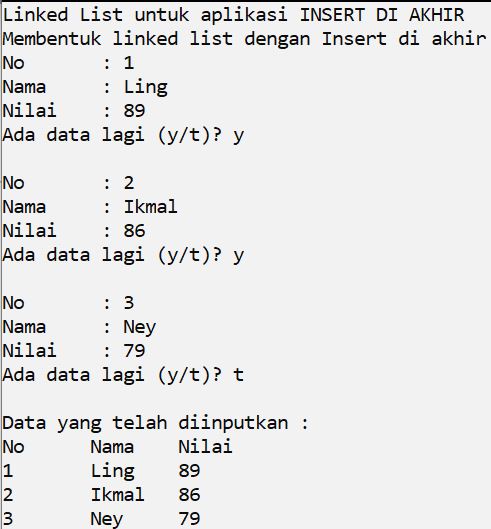 Linked List untuk aplikasi INSERT DI AKHIR
Membentuk linked list dengan Insert di akhir
No : 1
Nama : Ling
Nilai : 89
Ada data lagi (y/t)? y
No : 2
Nama : Ikmal
Nilai : 86
Ada data lagi (y/t)? y
No : 3
Nama : Ney
Nilai : 79
Ada data lagi (y/t)? t
Data yang telah diinputkan :
No Nama Nilai
1 Ling 89
2 Ikmal 86
3 Ney 79